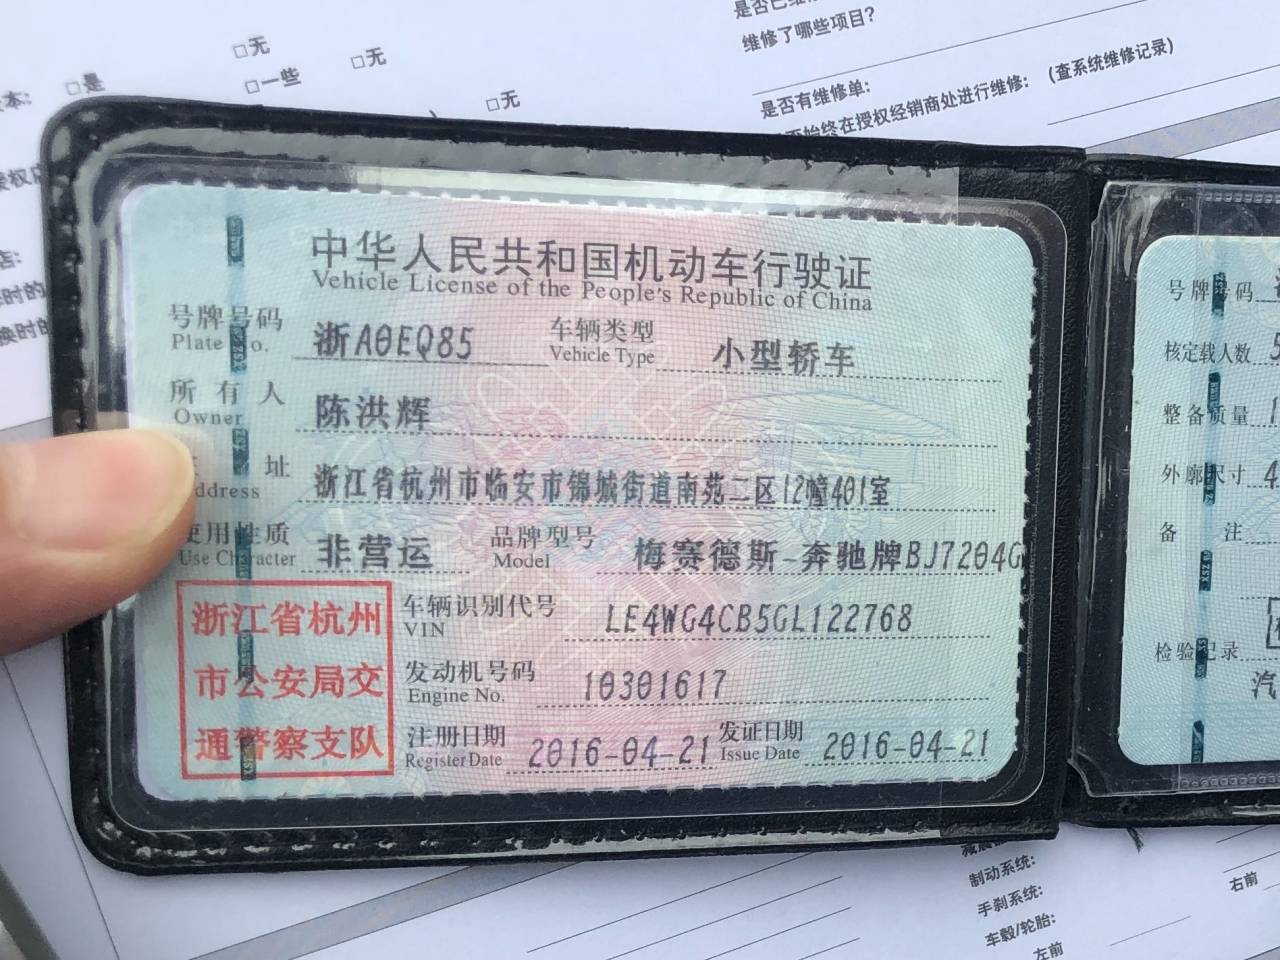 □无
□是
□一些
□无
□无
维修了哪些项目？
是否有维修单：
始终在授权经销商处进行维修：（查系统维修记录）
中华人民共和国机动车行驶证
Vehicle License of the People's Republic of China
号牌号码 浙A0EQ85 车辆类型 小型轿车
Plate No. Vehicle Type
所有人 陈洪辉
Owner
址 浙江省杭州市临安市锦城街道南苑二区12幢401室
ddress
使用性质 非营运 品牌型号 梅赛德斯-奔驰牌BJ7204G
Use Character Model
浙江省杭州
市公安局交
通警察支队
车辆识别代号 LE4WG4CB5GL122768
VIN
发动机号码 10301617
Engine No.
注册日期 2016-04-21 发证日期 2016-04-21
Register Date Issue Date
号牌号码
核定载人数 5
整备质量 1
外廓尺寸 4
备注
检验记录
汽
制动系统：
手刹系统：
车毂/轮胎：
左前
右前